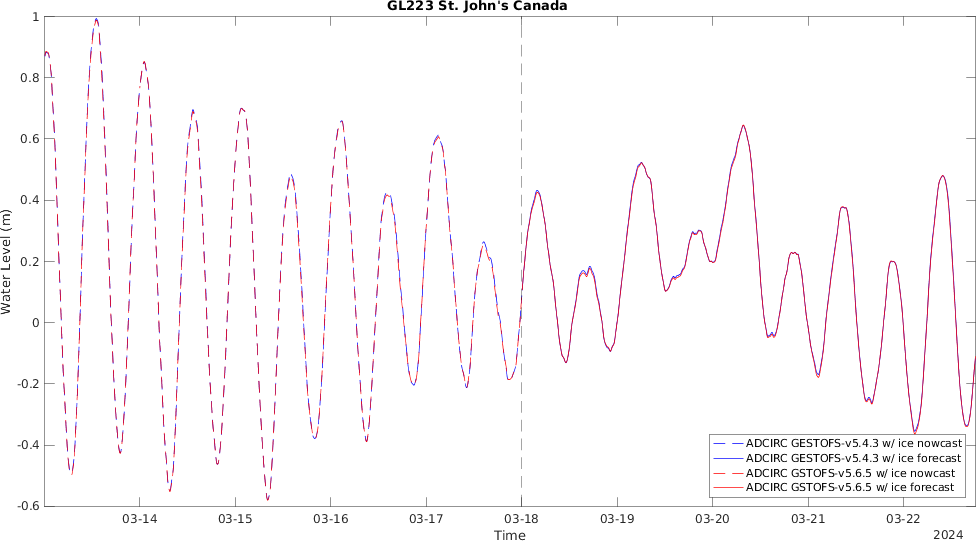 GL223 St. John's Canada
1
0.8
0.6
0.4
0.2
0
-0.2
-0.4
-0.6
Water Level (m)
03-14 03-15 03-16 03-17 03-18 03-19 03-20 03-21 03-22
Time
2024
ADCIRC GESTOFS-v5.4.3 w/ ice nowcast
ADCIRC GESTOFS-v5.4.3 w/ ice forecast
ADCIRC GSTOFS-v5.6.5 w/ ice nowcast
ADCIRC GSTOFS-v5.6.5 w/ ice forecast